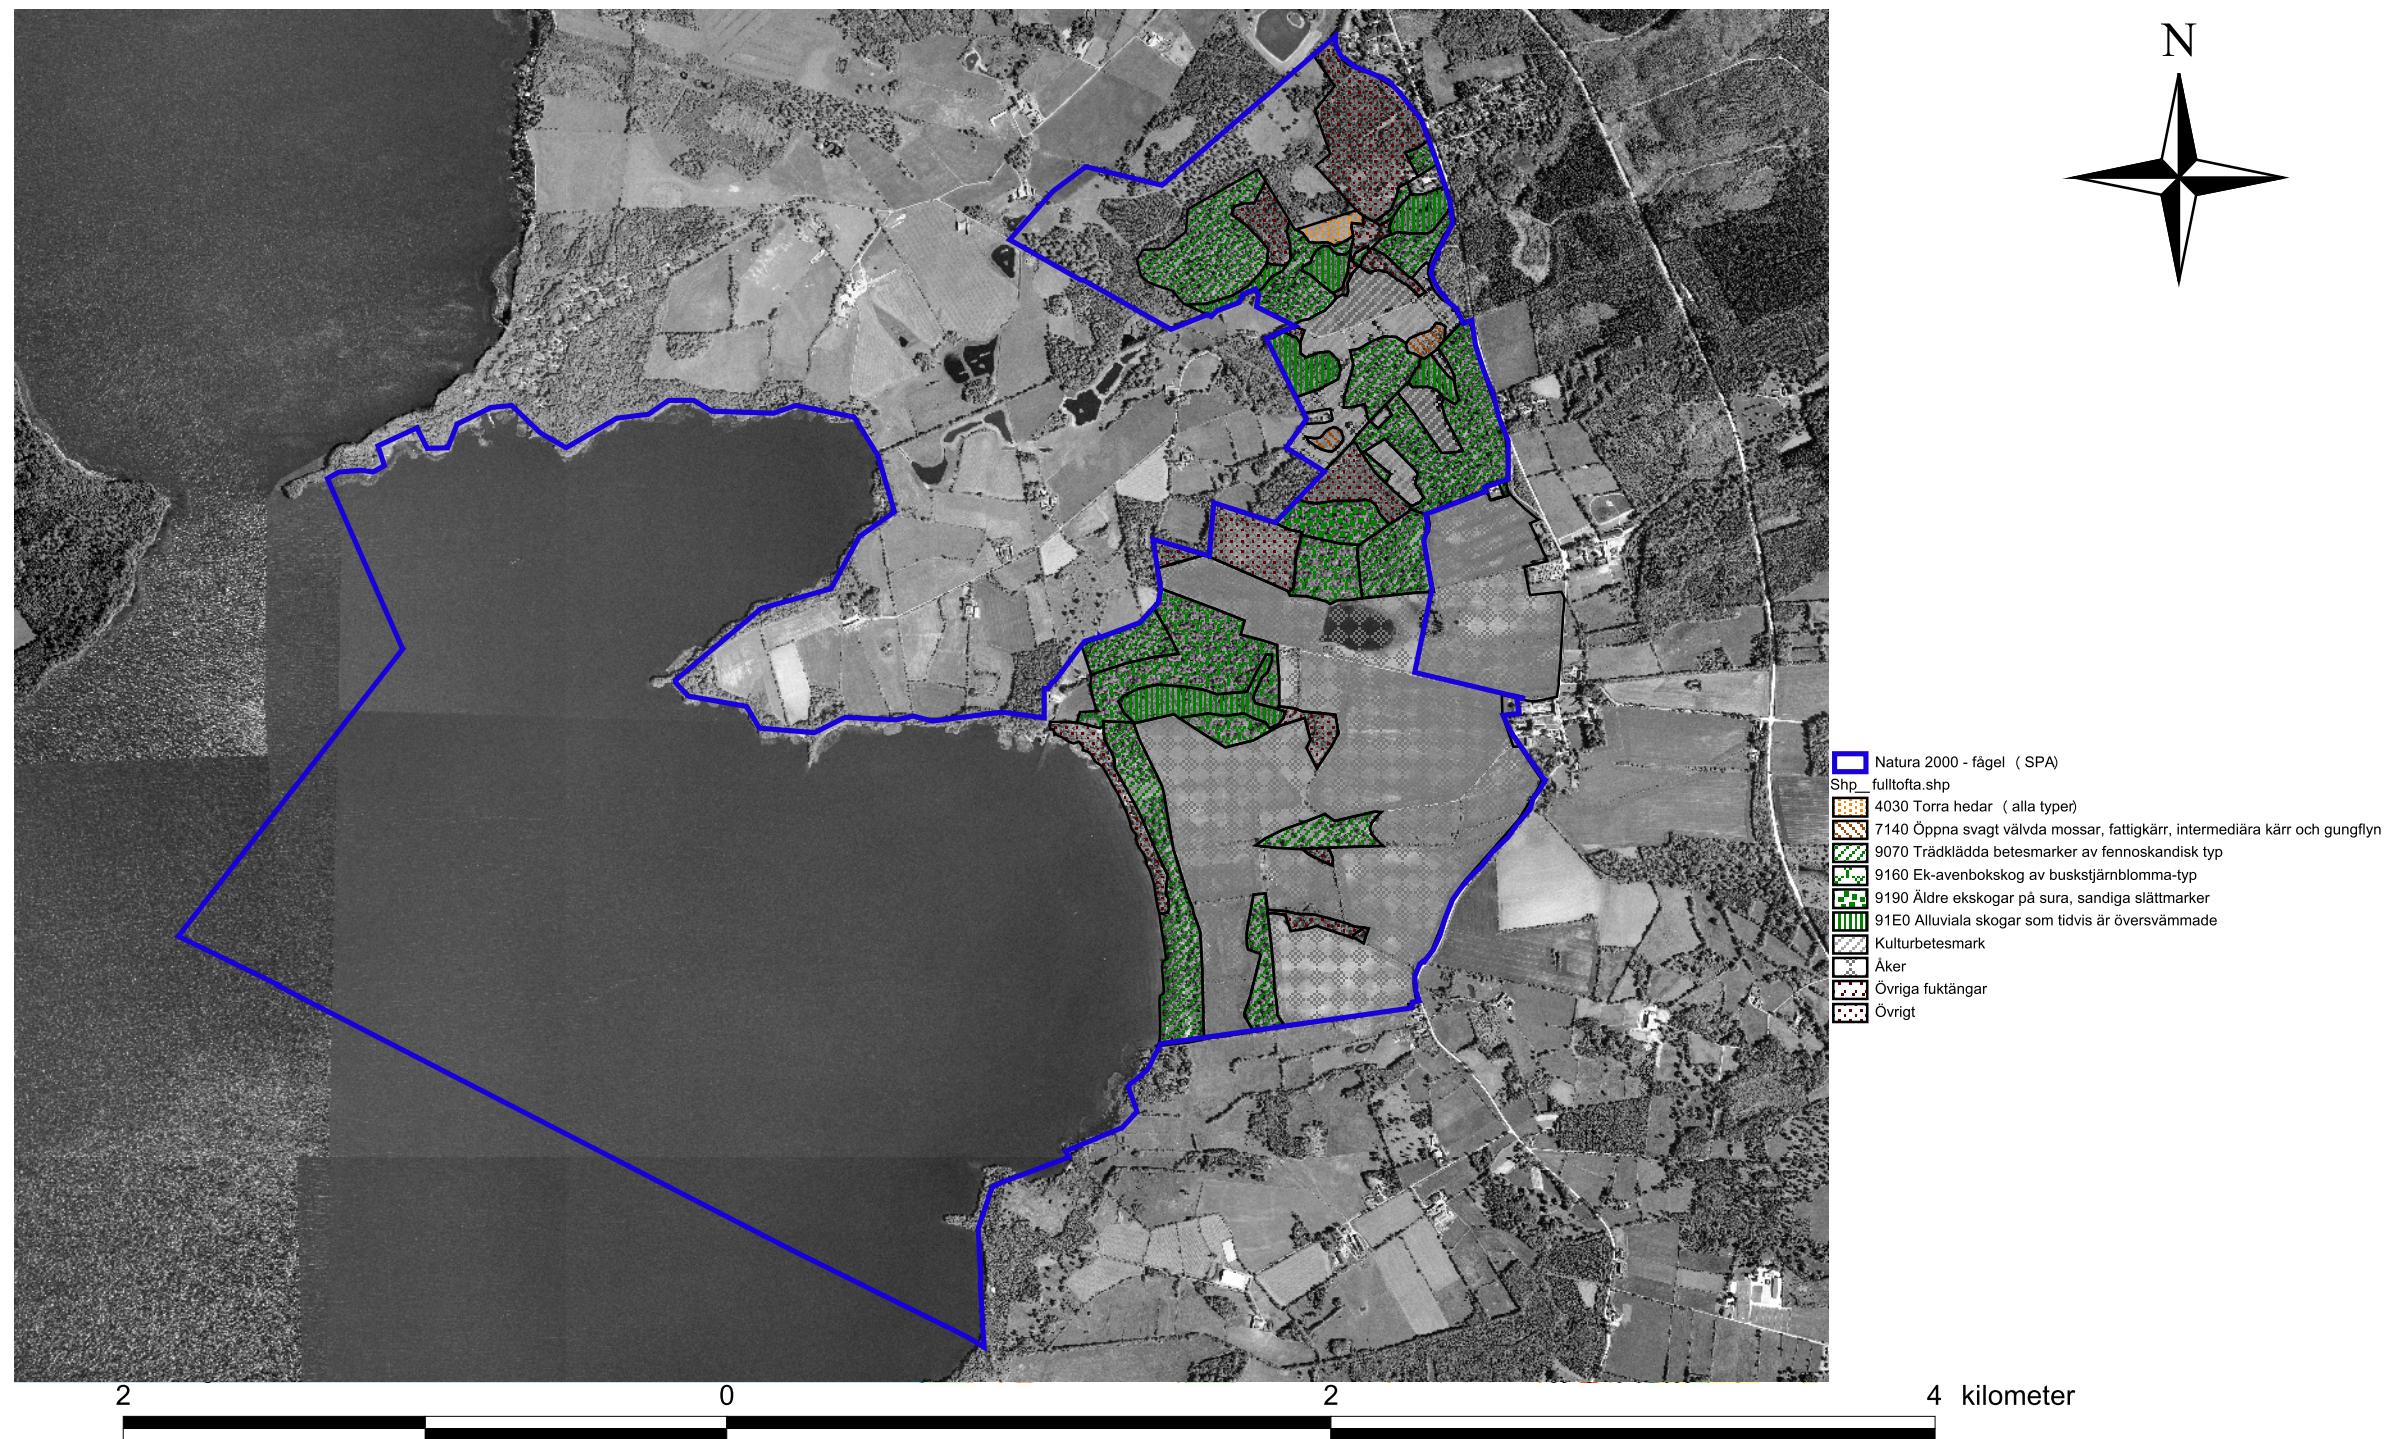 N
Natura 2000 - fågel ( SPA)
Shp__fulltofta.shp
4030 Torra hedar ( alla typer)
7140 Öppna svagt välvda mossar, fattigkärr, intermediära kärr och gungflyn
9070 Trädklädda betesmarker av fennoskandisk typ
9160 Ek-avenbokskog av buskstjärnblomma-typ
9190 Äldre ekskogar på sura, sandiga slättmarker
91E0 Alluviala skogar som tidvis är översvämmade
Kulturbetesmark
Åker
Övriga fuktängar
Övrigt
2 0 2 4 kilometer